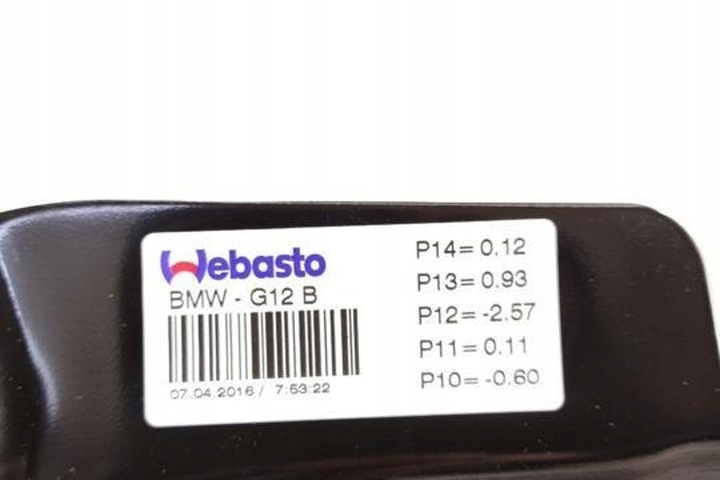 Webasto
BMW - G12 B
07.04.2016 / 7:53:22
P14= 0.12
P13= 0.93
P12= -2.57
P11= 0.11
P10= -0.60